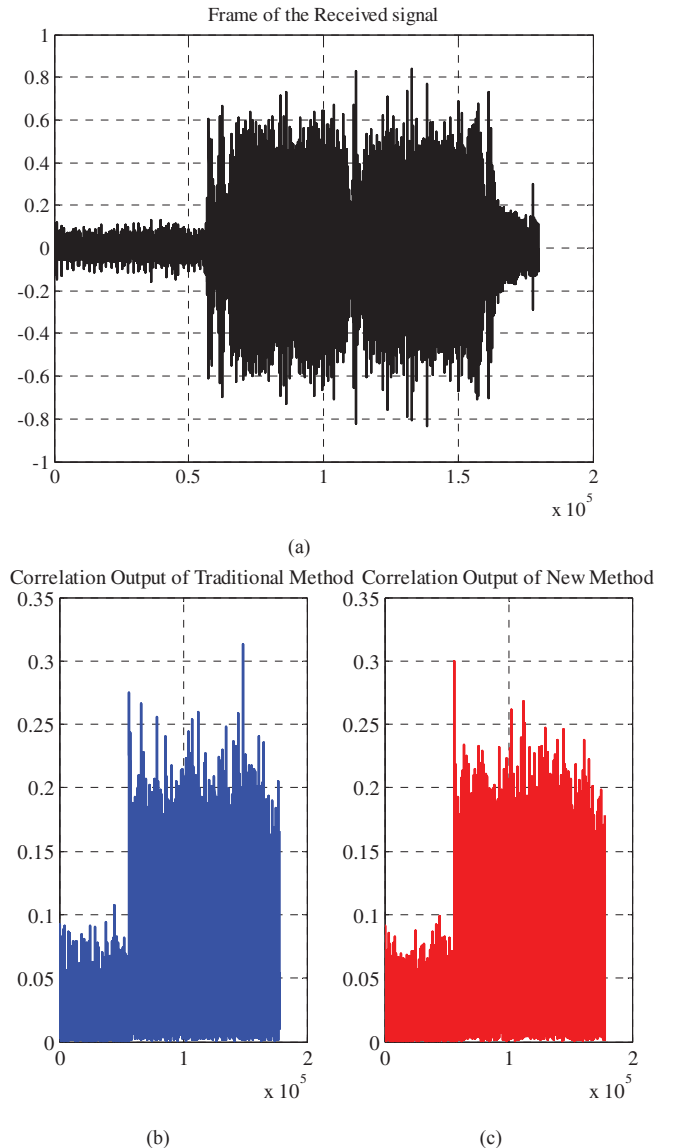 Frame of the Received signal
1
0.8
0.6
0.4
0.2
0
-0.2
-0.4
-0.6
-0.8
-1
0 0.5 1 1.5 2
x 10^5
(a)
Correlation Output of Traditional Method Correlation Output of New Method
0.35 0.35
0.3 0.3
0.25 0.25
0.2 0.2
0.15 0.15
0.1 0.1
0.05 0.05
0 0
0 1 2 0 1 2
x 10^5 x 10^5
(b) (c)